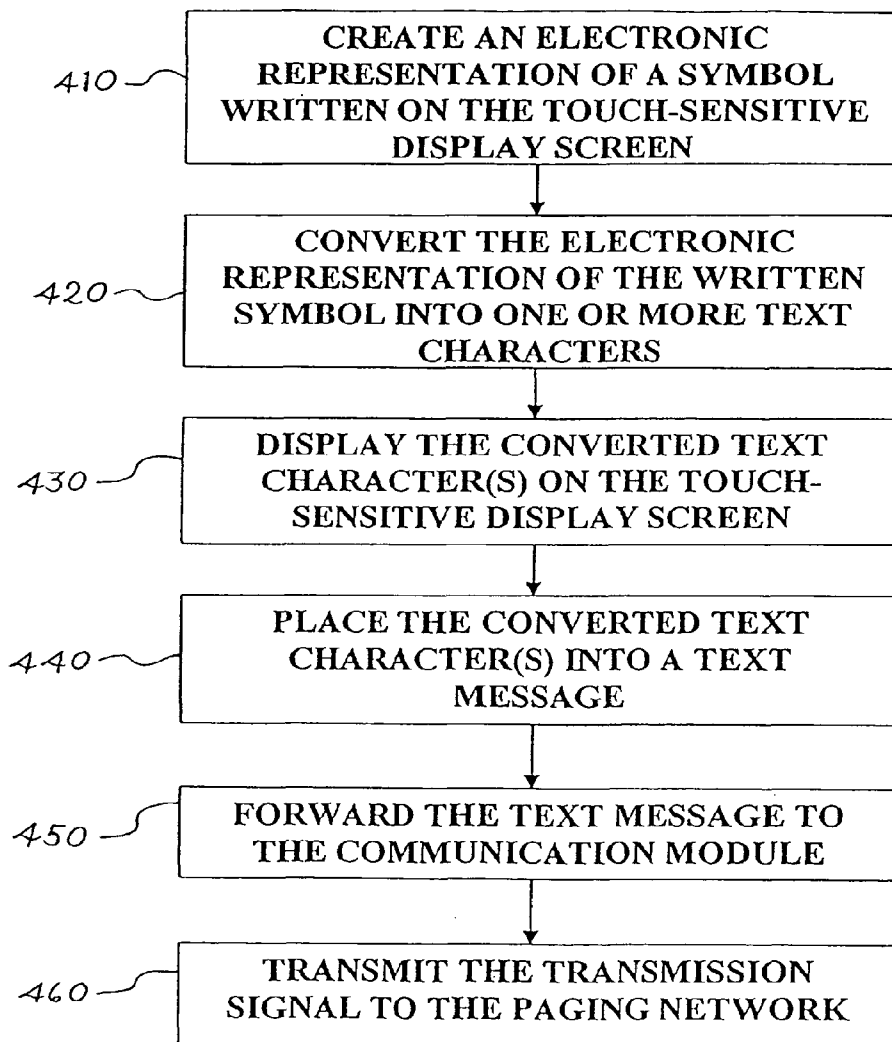 CREATE AN ELECTRONIC
410
REPRESENTATION OF A SYMBOL
WRITTEN ON THE TOUCH-SENSITIVE
DISPLAY SCREEN
CONVERT THE ELECTRONIC
420
REPRESENTATION OF THE WRITTEN
SYMBOL INTO ONE OR MORE TEXT
CHARACTERS
DISPLAY THE CONVERTED TEXT
430
CHARACTER(S) ON THE TOUCH-
SENSITIVE DISPLAY SCREEN
PLACE THE CONVERTED TEXT
440
CHARACTER(S) INTO A TEXT
MESSAGE
FORWARD THE TEXT MESSAGE TO
450
THE COMMUNICATION MODULE
TRANSMIT THE TRANSMISSION
460
SIGNAL TO THE PAGING NETWORK